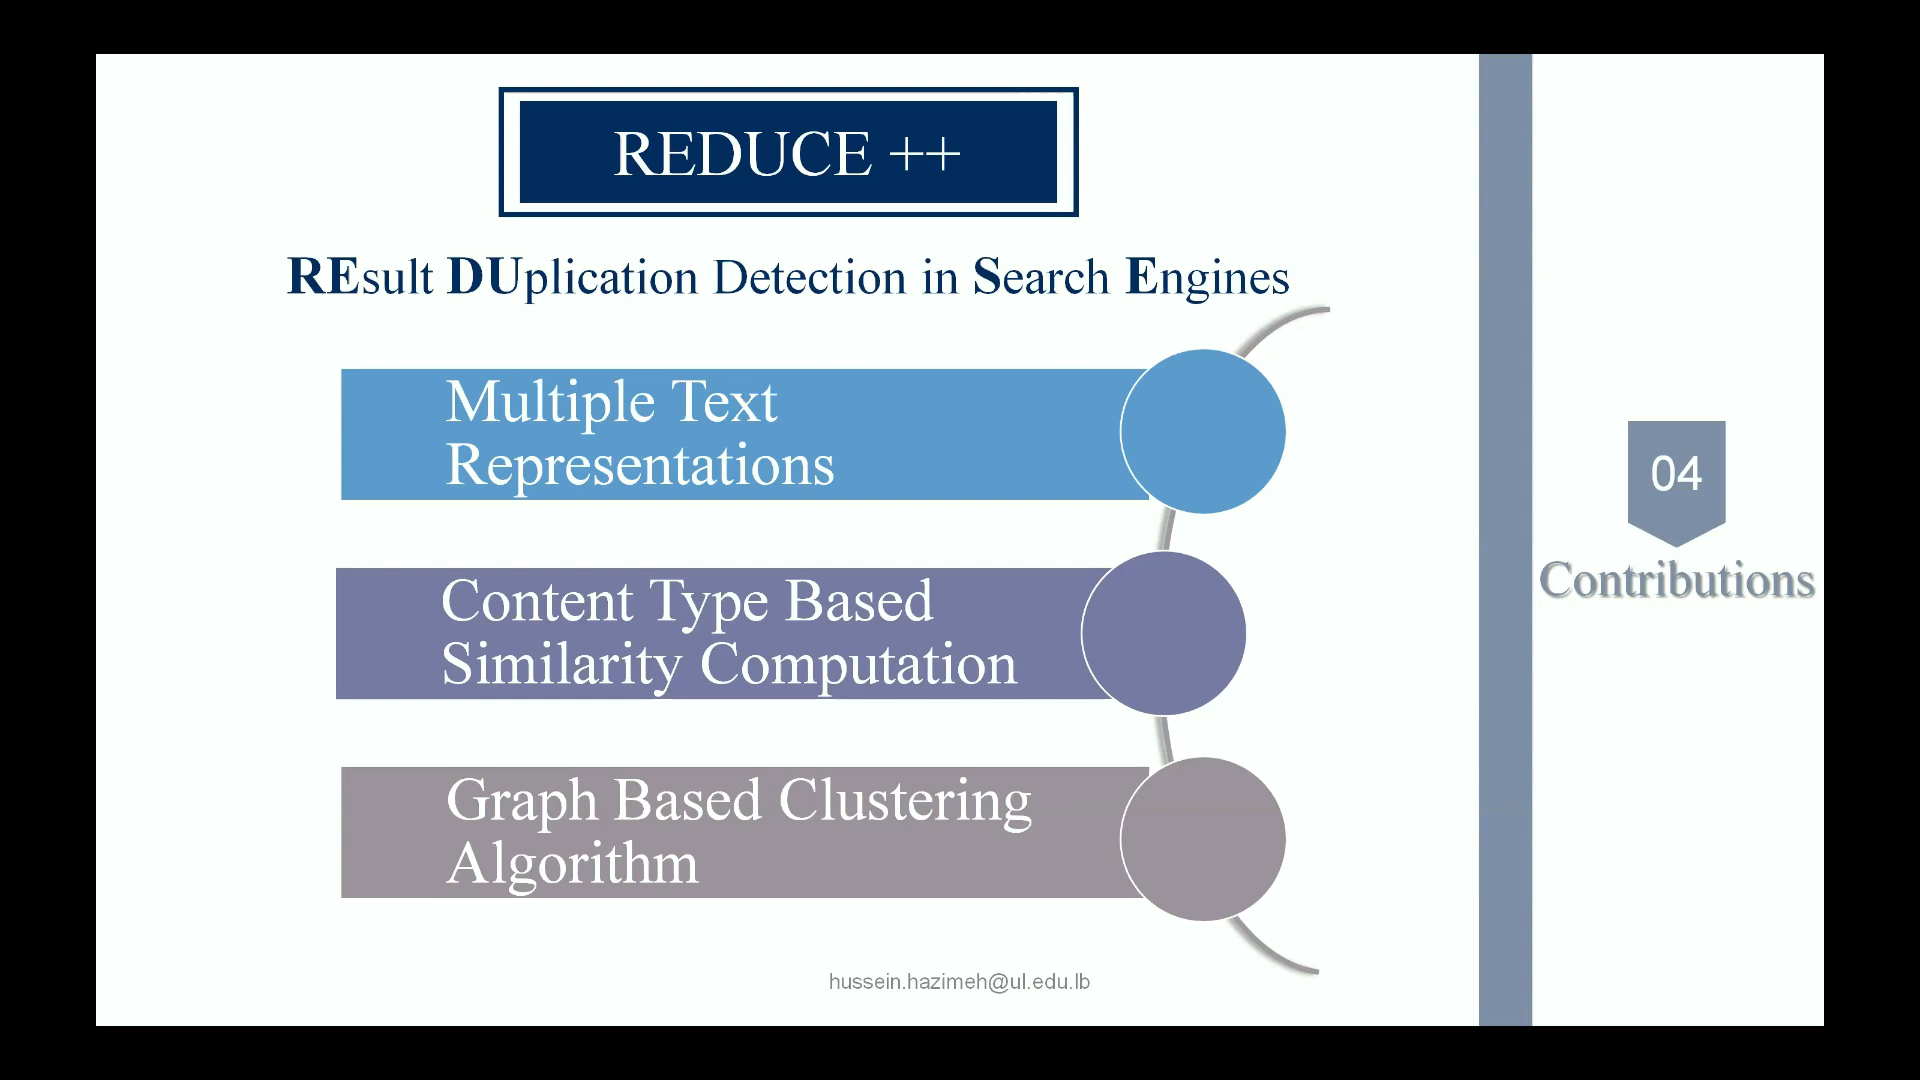 REDUCE ++
REsult DUplication Detection in Search Engines
Multiple Text
Representations
Content Type Based
Similarity Computation
Graph Based Clustering
Algorithm
hussein.hazimeh@ul.edu.lb
04
Contributions